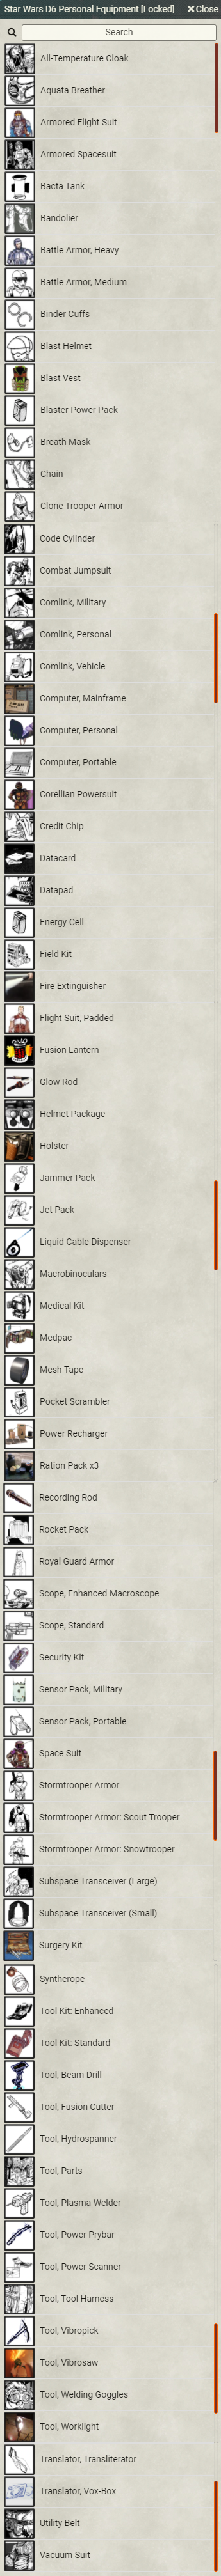 Star Wars D6 Personal Equipment [Locked] Close
Search
All-Temperature Cloak
Aquata Breather
Armored Flight Suit
Armored Spacesuit
Bacta Tank
Bandolier
Battle Armor, Heavy
Battle Armor, Medium
Binder Cuffs
Blast Helmet
Blast Vest
Blaster Power Pack
Breath Mask
Chain
Clone Trooper Armor
Code Cylinder
Combat Jumpsuit
Comlink, Military
Comlink, Personal
Comlink, Vehicle
Computer, Mainframe
Computer, Personal
Computer, Portable
Corellian Powersuit
Credit Chip
Datacard
Datapad
Energy Cell
Field Kit
Fire Extinguisher
Flight Suit, Padded
Fusion Lantern
Glow Rod
Helmet Package
Holster
Jammer Pack
Jet Pack
Liquid Cable Dispenser
Macrobinoculars
Medical Kit
Medpac
Mesh Tape
Pocket Scrambler
Power Recharger
Ration Pack x3
Recording Rod
Rocket Pack
Royal Guard Armor
Scope, Enhanced Macroscope
Scope, Standard
Security Kit
Sensor Pack, Military
Sensor Pack, Portable
Space Suit
Stormtrooper Armor
Stormtrooper Armor: Scout Trooper
Stormtrooper Armor: Snowtrooper
Subspace Transceiver (Large)
Subspace Transceiver (Small)
Surgery Kit
Syntherope
Tool Kit: Enhanced
Tool Kit: Standard
Tool, Beam Drill
Tool, Fusion Cutter
Tool, Hydrospanner
Tool, Parts
Tool, Plasma Welder
Tool, Power Prybar
Tool, Power Scanner
Tool, Tool Harness
Tool, Vibropick
Tool, Vibrosaw
Tool, Welding Goggles
Tool, Worklight
Translator, Transliterator
Translator, Vox-Box
Utility Belt
Vacuum Suit